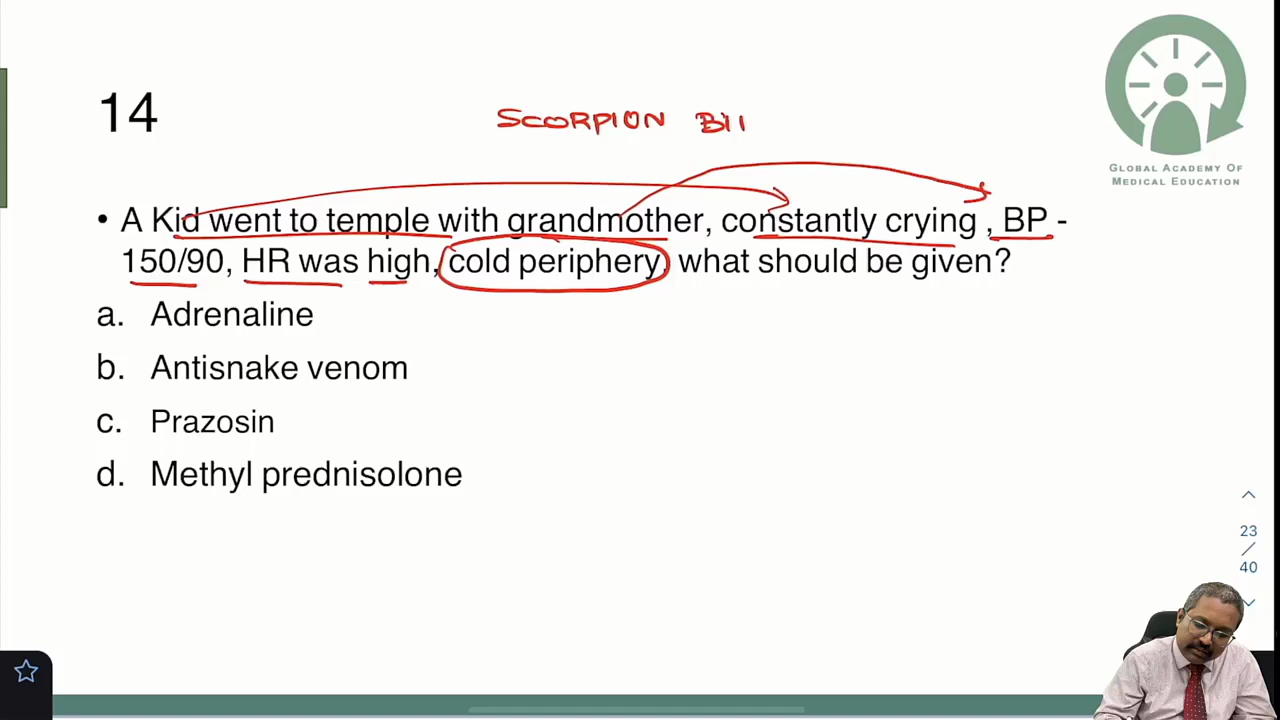 14
SCORPION BII
GLOBAL ACADEMY OF
MEDICAL EDUCATION
• A Kid went to temple with grandmother, constantly crying , BP -
150/90, HR was high, cold periphery, what should be given?
a. Adrenaline
b. Antisnake venom
c. Prazosin
d. Methyl prednisolone
23
/
40